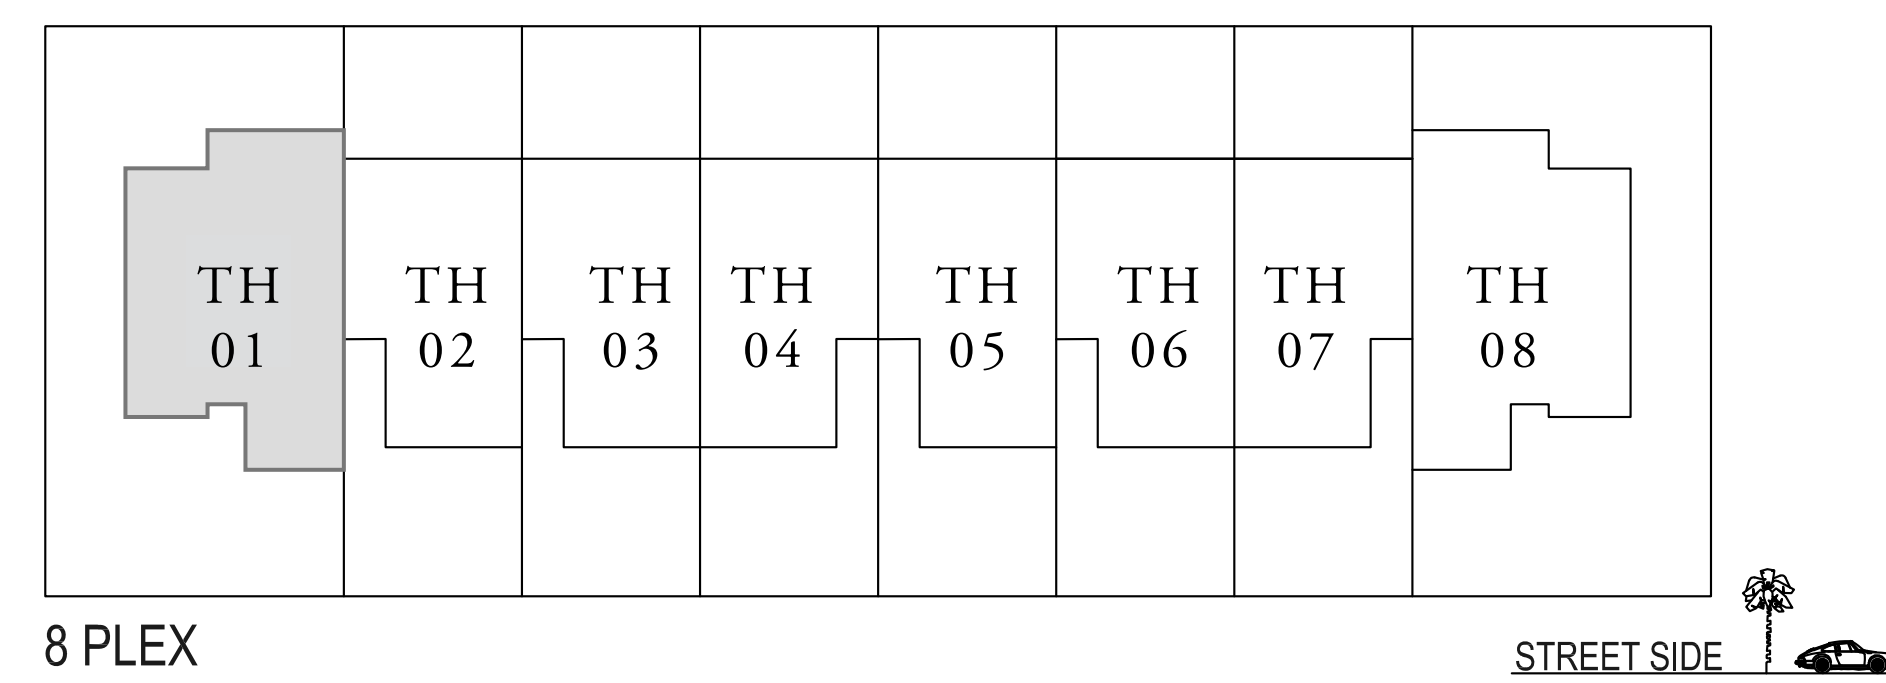 TH TH TH TH TH TH TH TH
01 02 03 04 05 06 07 08
8 PLEX
STREET SIDE